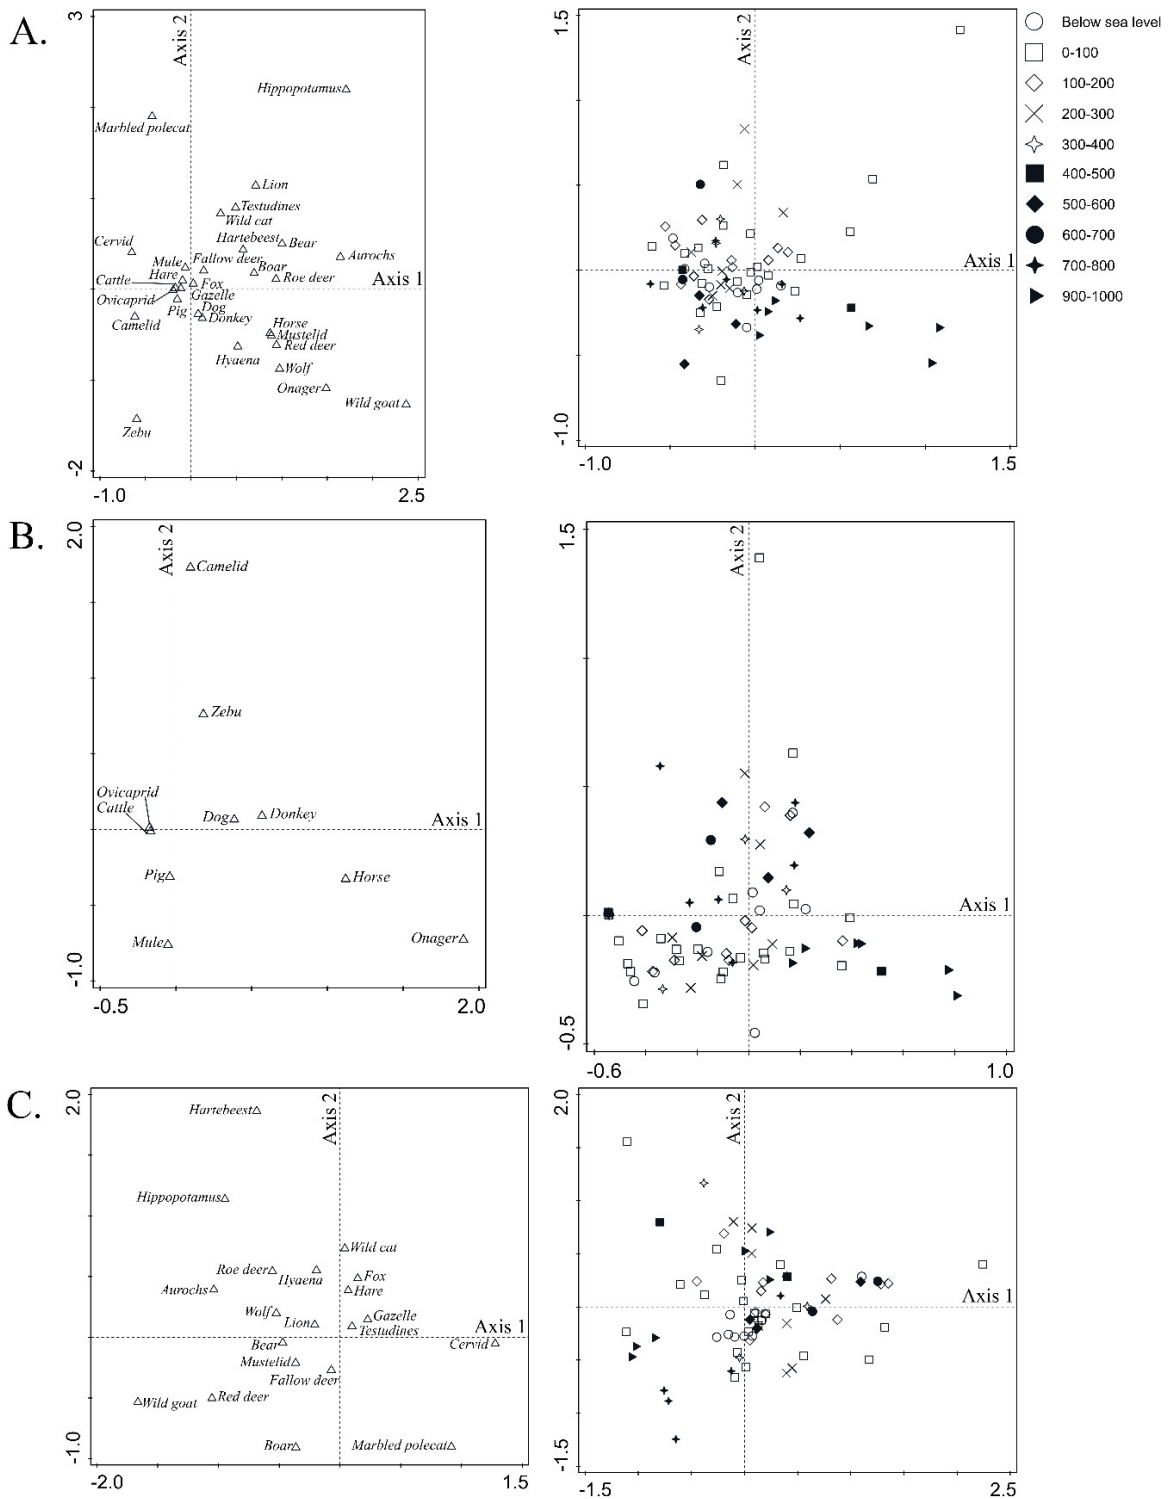 A.
3
Axis 2
Hippopotamus
Marbled polecat
Lion
Testudines
Wild cat
Hartebeest
Bear
Cervid
Aurochs
Mule
Fallow deer
Boar
Hare
Roe deer
Axis 1
Cattle
Fox
Ovicaprid
Gazelle
Pig
Dog
Camelid
Donkey
Horse
Mustelid
Red deer
Hyaena
Wolf
Onager
Wild goat
Zebu
-2
-1.0
2.5
1.5
Axis 2
Axis 1
-1.0
-1.0
1.5
Below sea level
0-100
100-200
200-300
300-400
400-500
500-600
600-700
700-800
900-1000
B.
2.0
Axis 2
Camelid
Zebu
Ovicaprid
Cattle
Dog
Donkey
Axis 1
Pig
Horse
Mule
Onager
-1.0
-0.5
2.0
1.5
Axis 2
Axis 1
-0.5
-0.6
1.0
C.
2.0
Axis 2
Hartebeest
Hippopotamus
Wild cat
Roe deer
Hyaena
Fox
Aurochs
Hare
Wolf
Lion
Gazelle
Testudines
Axis 1
Bear
Cervid
Mustelid
Fallow deer
Wild goat
Red deer
Boar
Marbled polecat
-1.0
-2.0
1.5
2.0
Axis 2
Axis 1
-1.5
-1.5
2.5